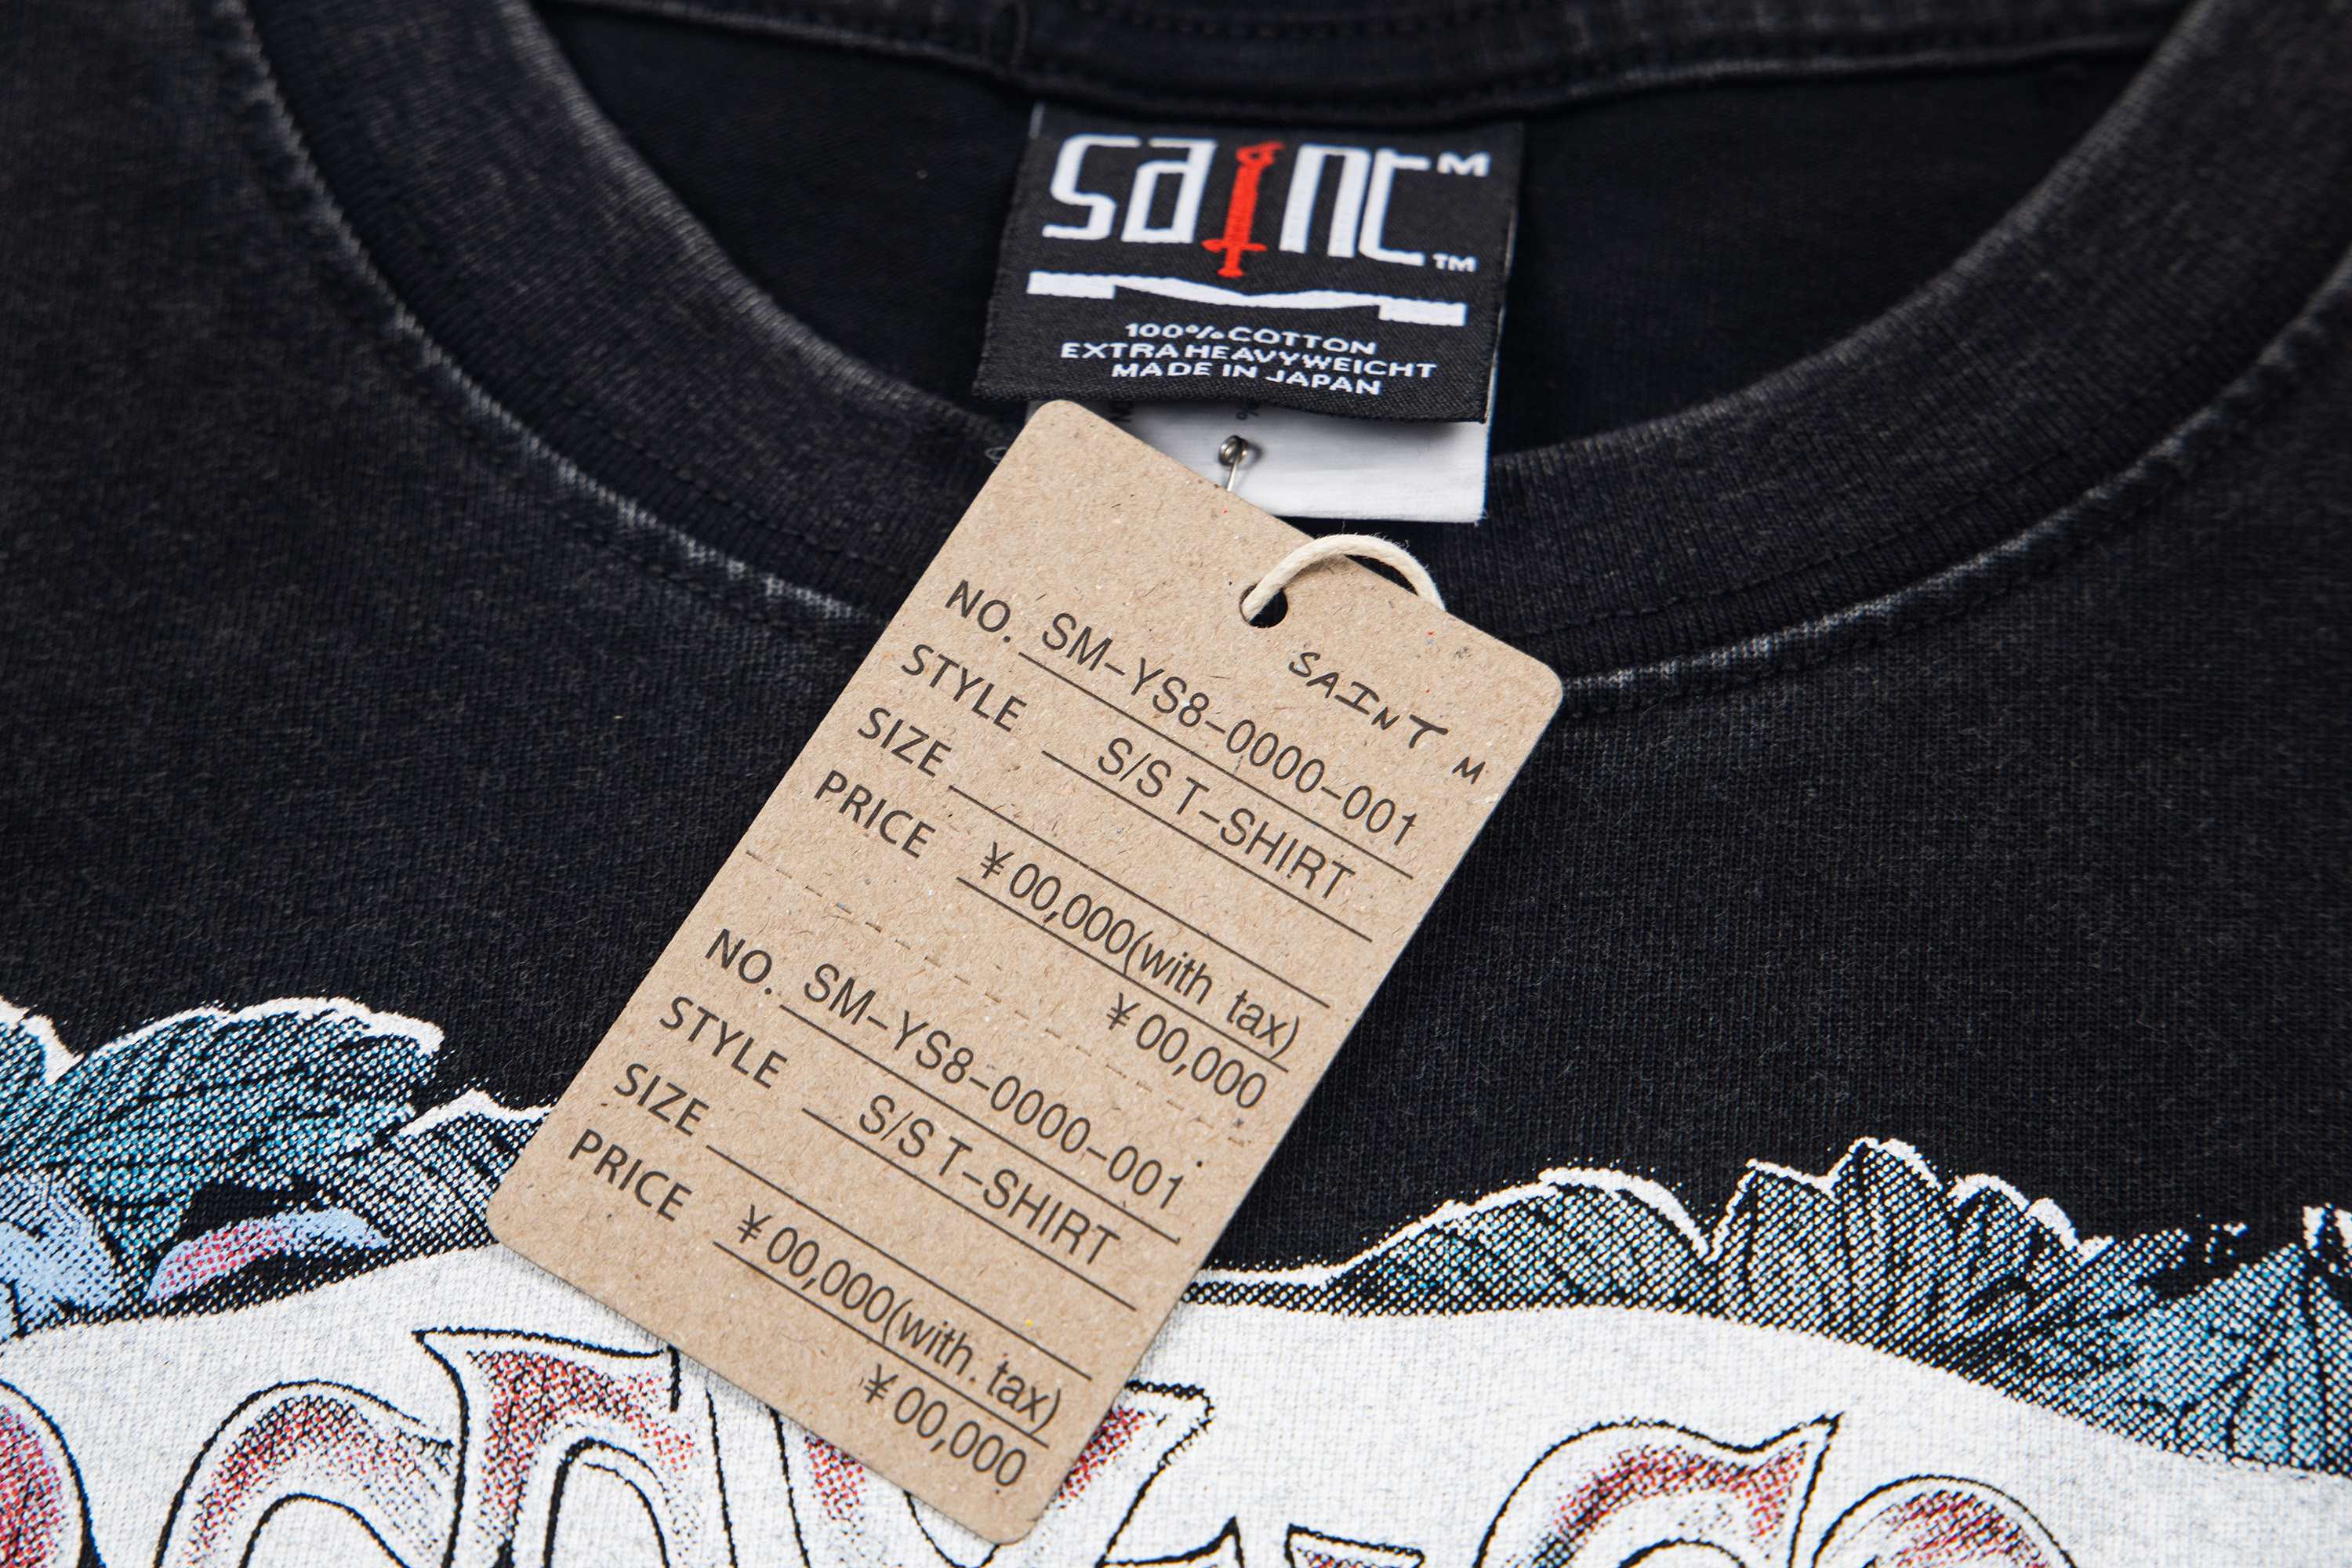 saint M
TM
100% COTTON
EXTRA HEAVYWEIGHT
MADE IN JAPAN
SAINT M
NO. SM-YS8-0000-001
STYLE S/S T-SHIRT
SIZE
PRICE ¥00,000(with tax)
¥00,000
NO. SM-YS8-0000-001
STYLE S/S T-SHIRT
SIZE
PRICE ¥00,000(with tax)
¥00,000